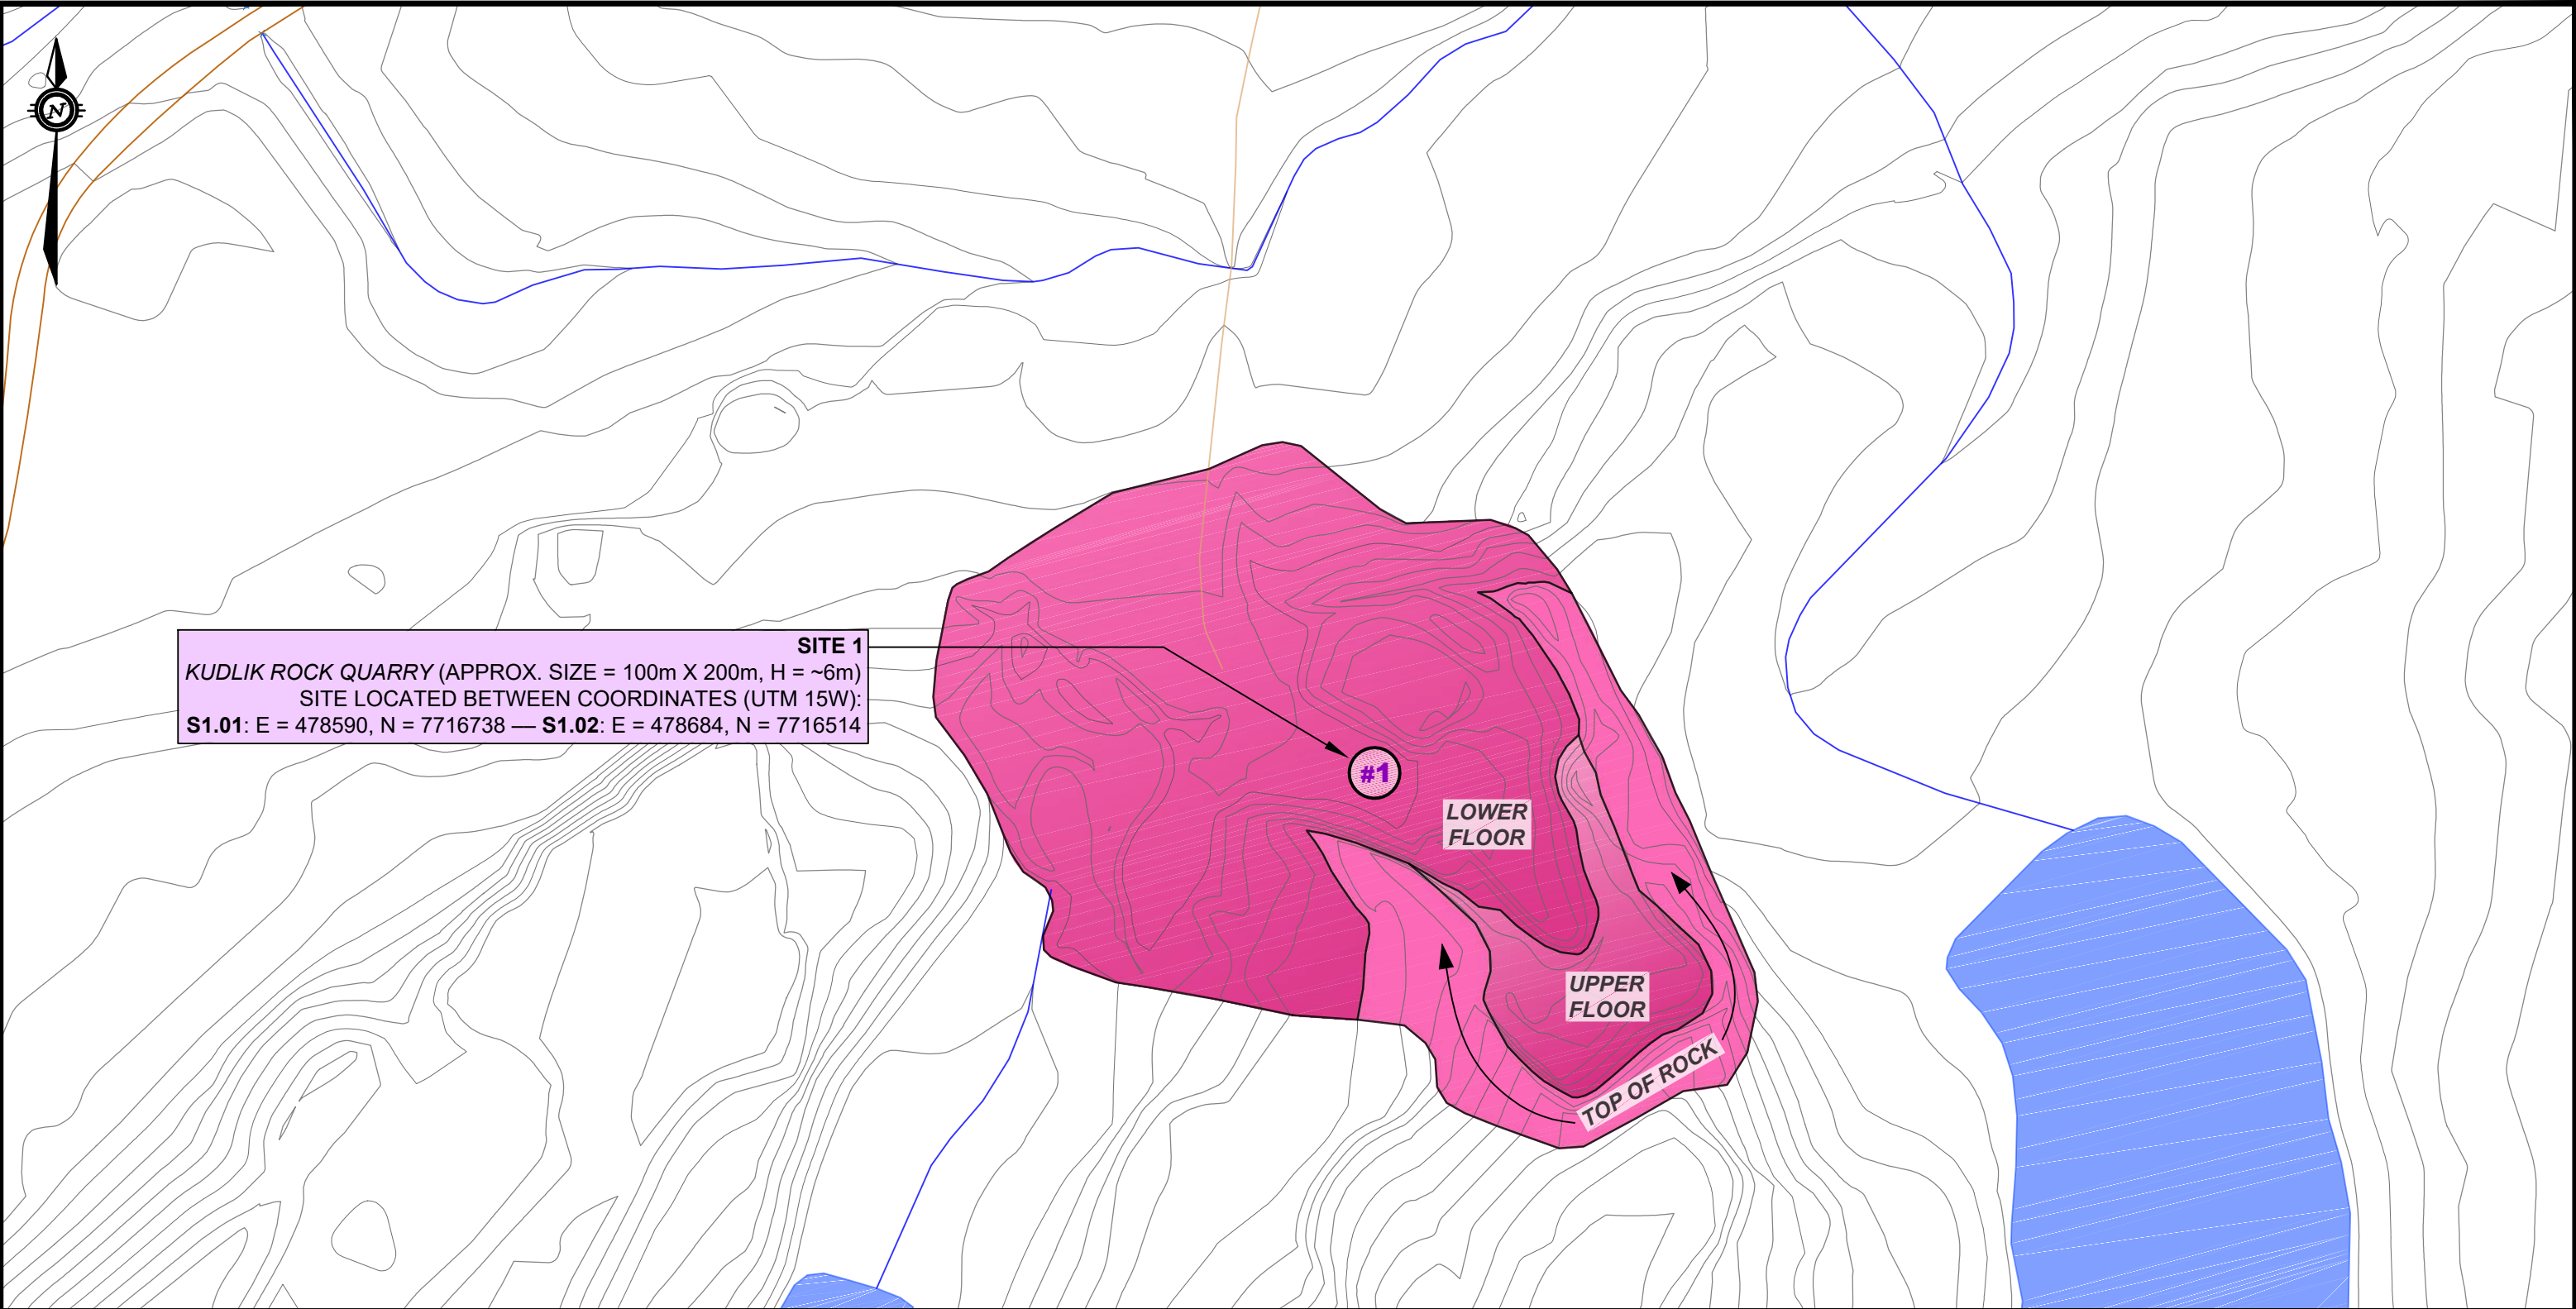 N
SITE 1
KUDLIK ROCK QUARRY (APPROX. SIZE = 100m X 200m, H = ~6m)
SITE LOCATED BETWEEN COORDINATES (UTM 15W):
S1.01: E = 478590, N = 7716738 — S1.02: E = 478684, N = 7716514
#1
LOWER
FLOOR
UPPER
FLOOR
TOP OF ROCK